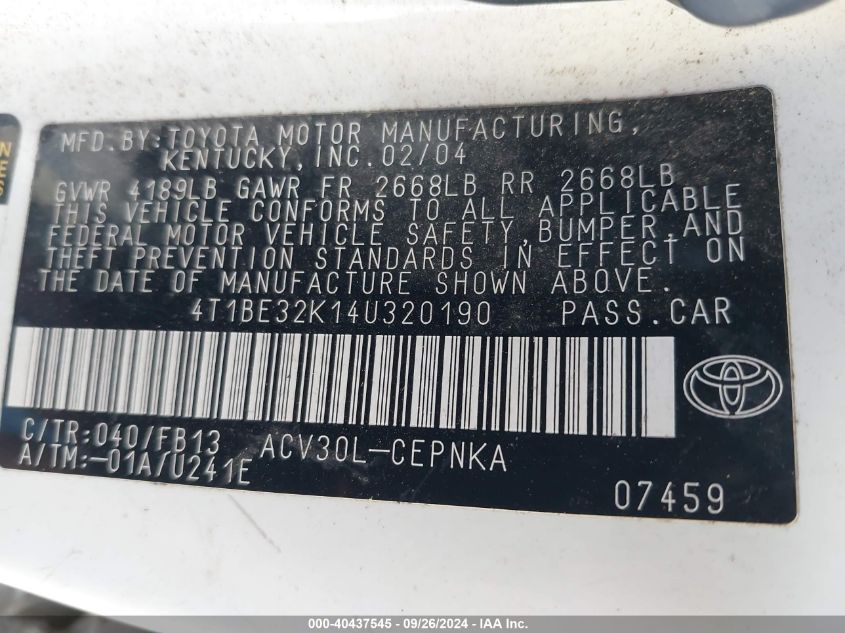 MFD.BY:TOYOTA MOTOR MANUFACTURING,
KENTUCKY,INC.02/04
GVWR 4189LB GAWR FR 2668LB RR 2668LB
THIS VEHICLE CONFORMS TO ALL APPLICABLE
FEDERAL MOTOR VEHICLE SAFETY,BUMPER,AND
THEFT PREVENTION STANDARDS IN EFFECT ON
THE DATE OF MANUFACTURE SHOWN ABOVE.
4T1BE32K14U320190 PASS.CAR
C/TR:040/FB13 ACV30L-CEPNKA
A/TM:-01A/U241E
07459
000-40437545 - 09/26/2024 - IAA Inc.